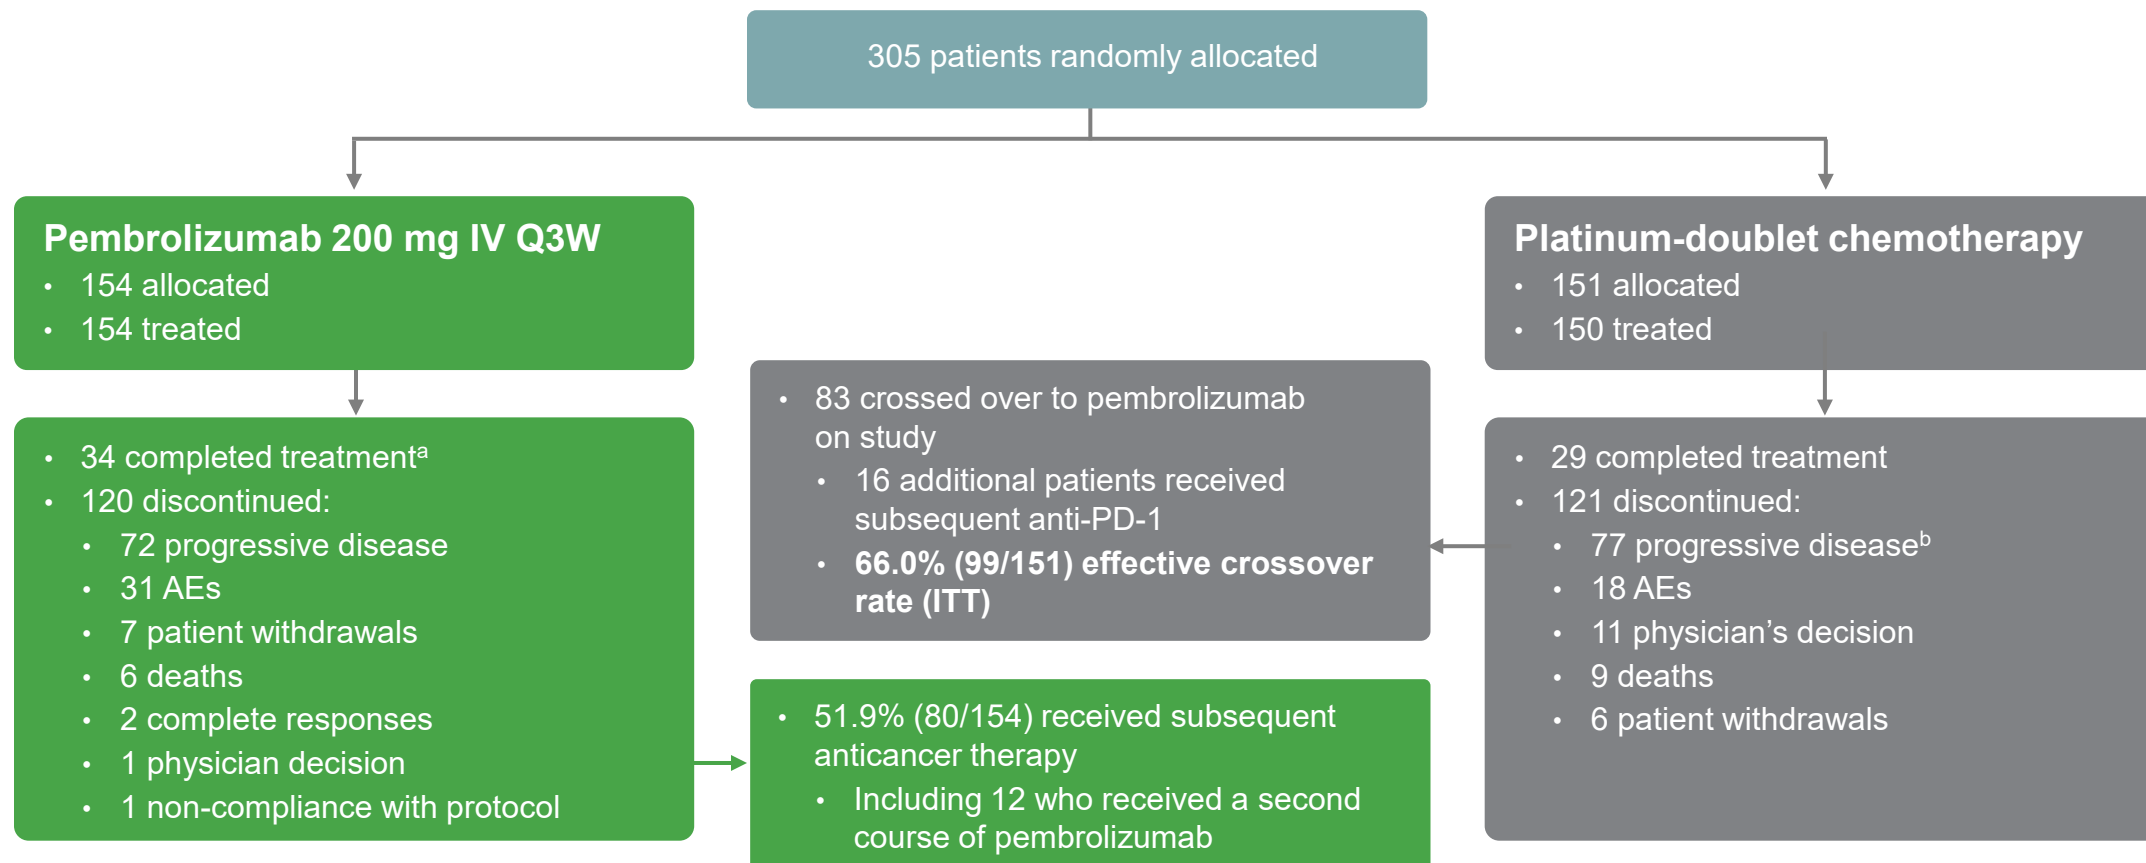 305 patients randomly allocated
Pembrolizumab 200 mg IV Q3W
• 154 allocated
• 154 treated
Platinum-doublet chemotherapy
• 151 allocated
• 150 treated
• 34 completed treatmentᵃ
• 120 discontinued:
• 72 progressive disease
• 31 AEs
• 7 patient withdrawals
• 6 deaths
• 2 complete responses
• 1 physician decision
• 1 non-compliance with protocol
• 83 crossed over to pembrolizumab
on study
• 16 additional patients received
subsequent anti-PD-1
• 66.0% (99/151) effective crossover
rate (ITT)
• 29 completed treatment
• 121 discontinued:
• 77 progressive diseaseᵇ
• 18 AEs
• 11 physician’s decision
• 9 deaths
• 6 patient withdrawals
• 51.9% (80/154) received subsequent
anticancer therapy
• Including 12 who received a second
course of pembrolizumab